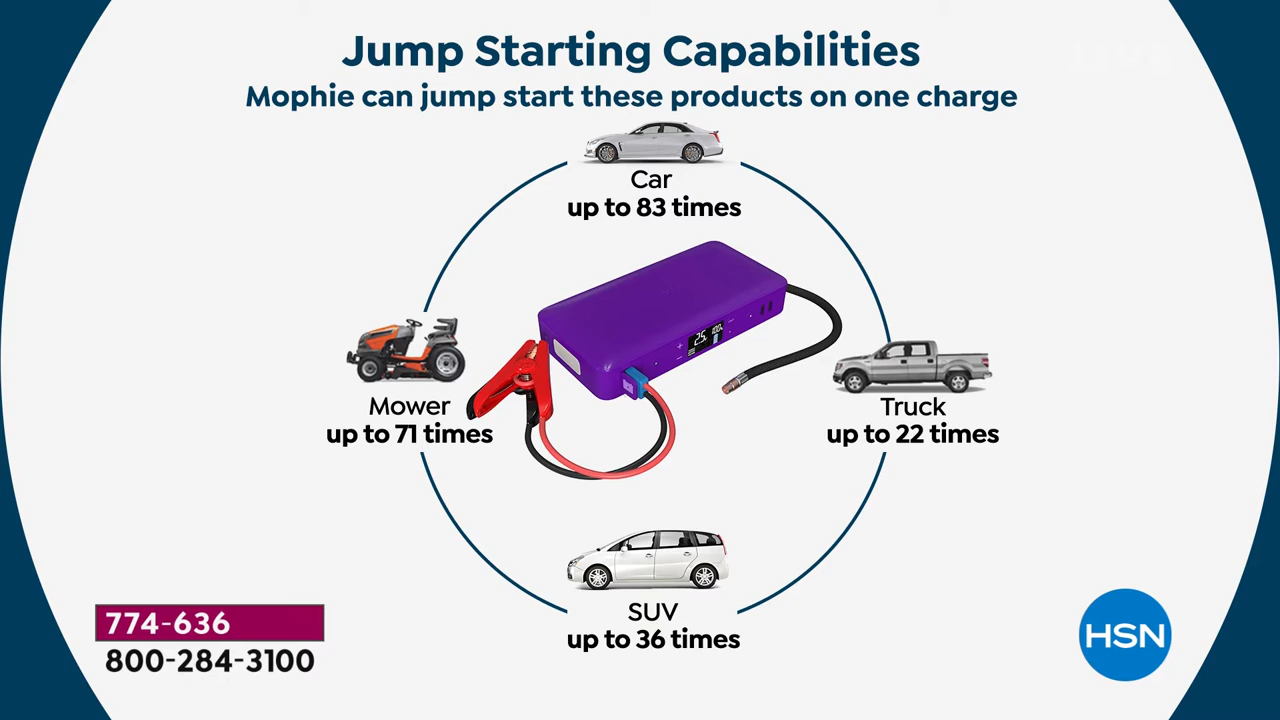 Jump Starting Capabilities
Mophie can jump start these products on one charge
Car
up to 83 times
Mower
up to 71 times
Truck
up to 22 times
SUV
up to 36 times
774-636
800-284-3100
HSN